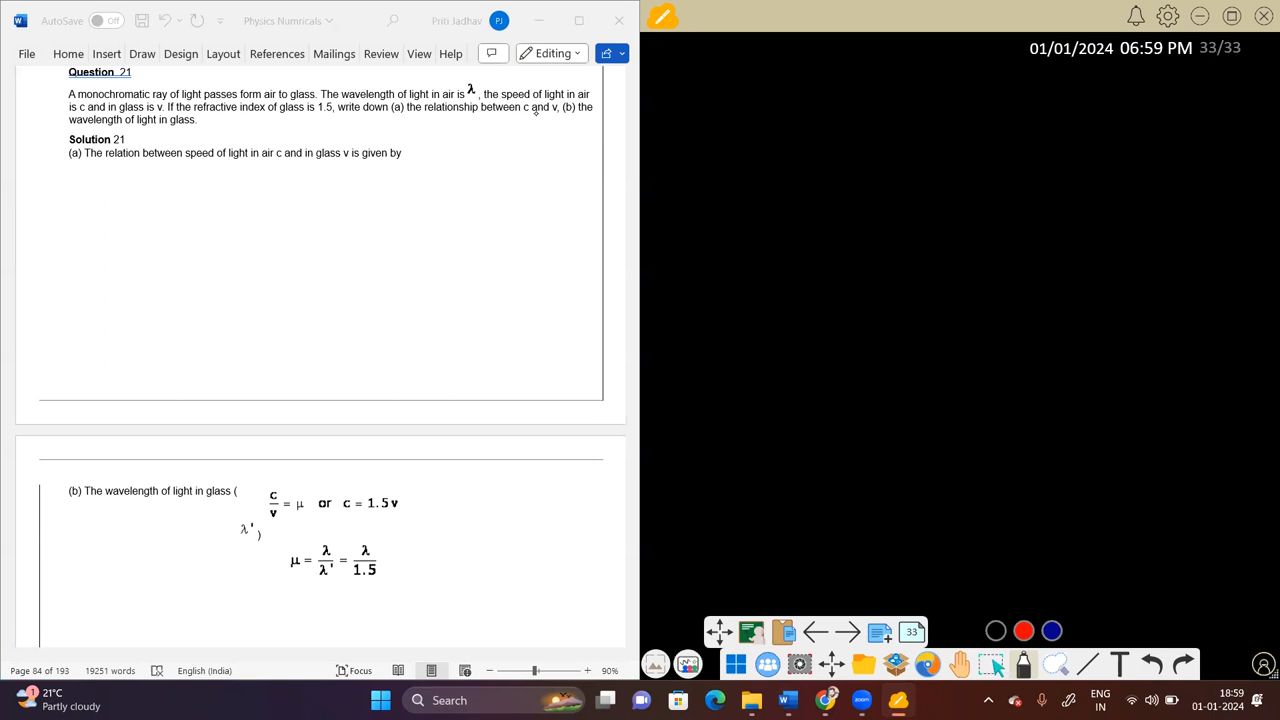 AutoSave Off Physics Numricals Priti Jadhav PJ
File Home Insert Draw Design Layout References Mailings Review View Help Editing
01/01/2024 06:59 PM 33/33
Question 21
A monochromatic ray of light passes form air to glass. The wavelength of light in air is λ , the speed of light in air
is c and in glass is v. If the refractive index of glass is 1.5, write down (a) the relationship between c and v, (b) the
wavelength of light in glass.
Solution 21
(a) The relation between speed of light in air c and in glass v is given by
(b) The wavelength of light in glass (
c/v = μ or c = 1.5v
λ' )
μ = λ/λ' = λ/1.5
33
Page 84 of 193 19251 words English (India) Focus 90%
T
1
21°C
Partly cloudy
Search
zoom
ENG
IN
18:59
01-01-2024